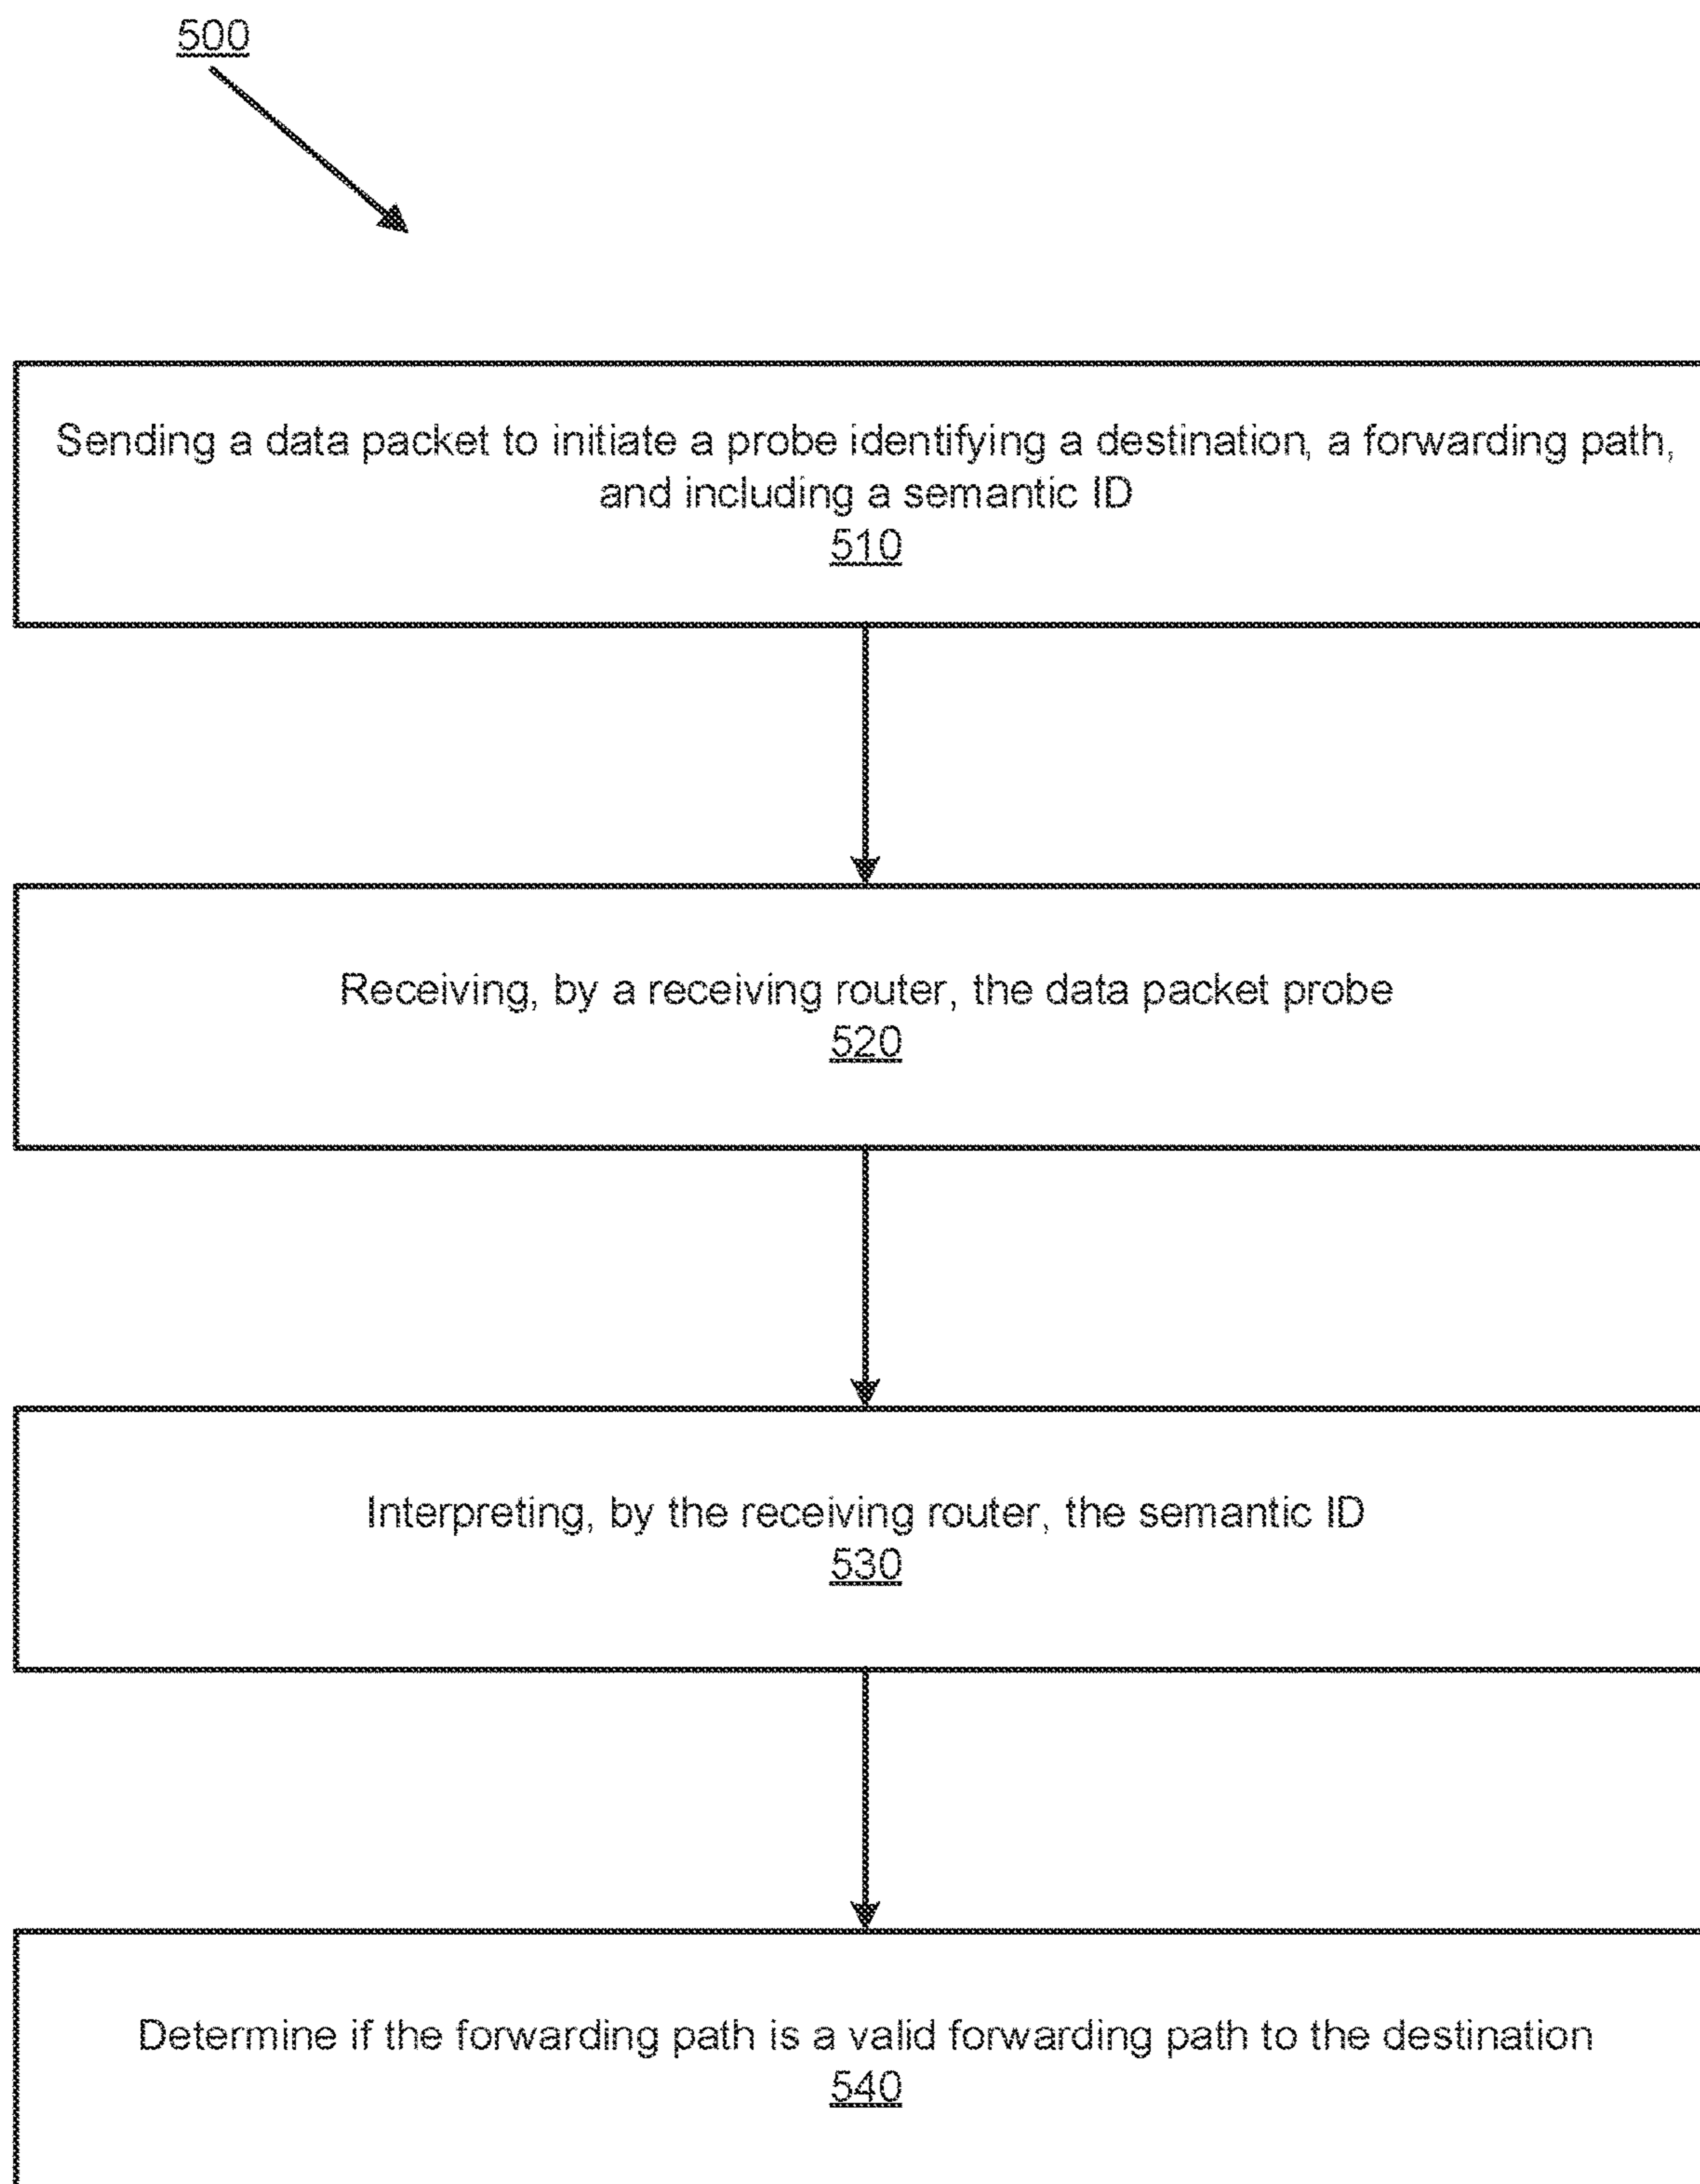 500
Sending a data packet to initiate a probe identifying a destination, a forwarding path,
and including a semantic ID
510
Receiving, by a receiving router, the data packet probe
520
Interpreting, by the receiving router, the semantic ID
530
Determine if the forwarding path is a valid forwarding path to the destination
540